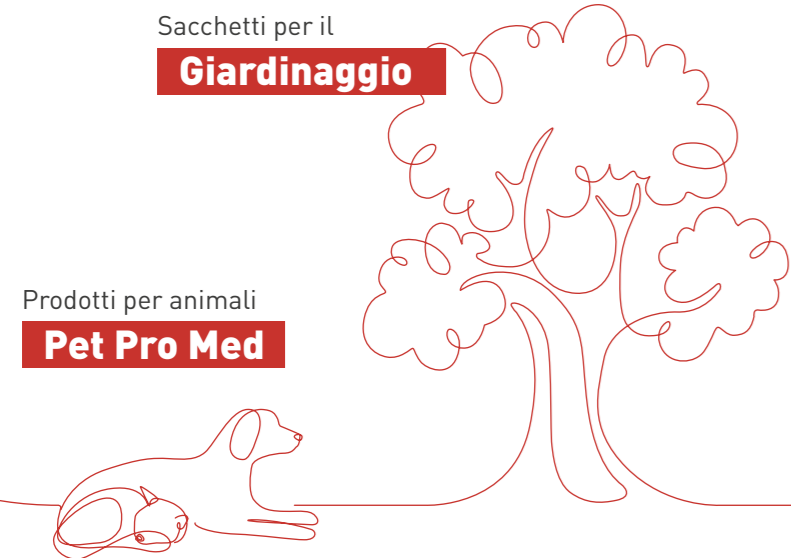 Sacchetti per il
Giardinaggio
Prodotti per animali
Pet Pro Med